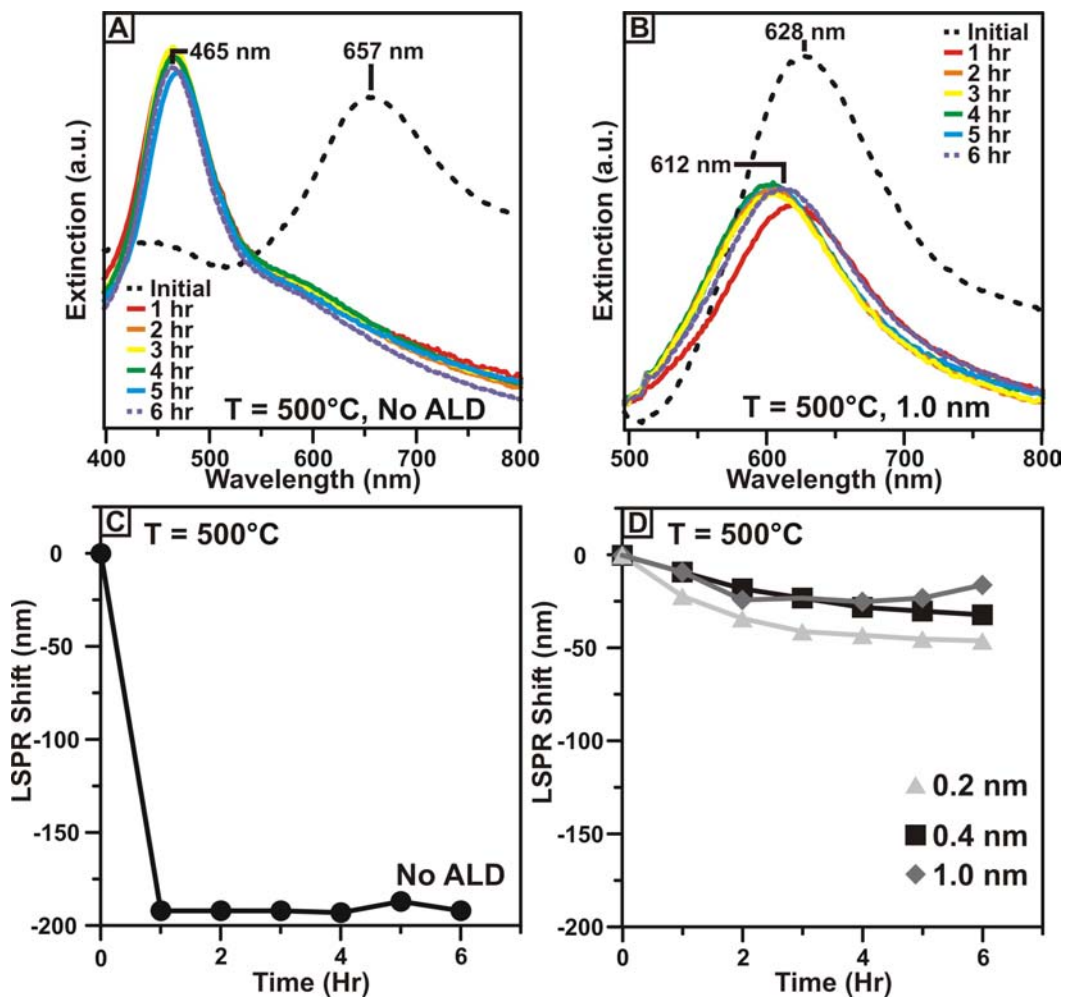 A
465 nm
657 nm
Extinction (a.u.)
Initial
1 hr
2 hr
3 hr
4 hr
5 hr
6 hr
T = 500°C, No ALD
400 500 600 700 800
Wavelength (nm)
B
628 nm
612 nm
Initial
1 hr
2 hr
3 hr
4 hr
5 hr
6 hr
Extinction (a.u.)
T = 500°C, 1.0 nm
500 600 700 800
Wavelength (nm)
C
T = 500°C
LSPR Shift (nm)
0
-50
-100
-150
-200
No ALD
0 2 4 6
Time (Hr)
D
T = 500°C
LSPR Shift (nm)
0
-50
-100
-150
-200
0.2 nm
0.4 nm
1.0 nm
0 2 4 6
Time (Hr)